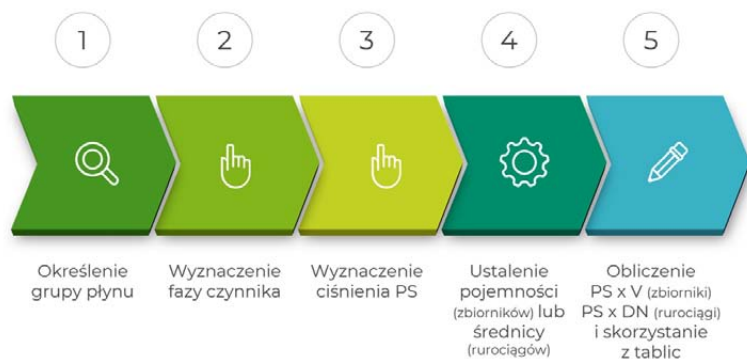 1
2
3
4
5
Określenie
grupy płynu
Wyznaczenie
fazy czynnika
Wyznaczenie
ciśnienia PS
Ustalenie
pojemności
(zbiorników) lub
średnicy
(rurociągów)
Obliczenie
PS x V (zbiorniki)
PS x DN (rurociągi)
i skorzystanie
z tablic